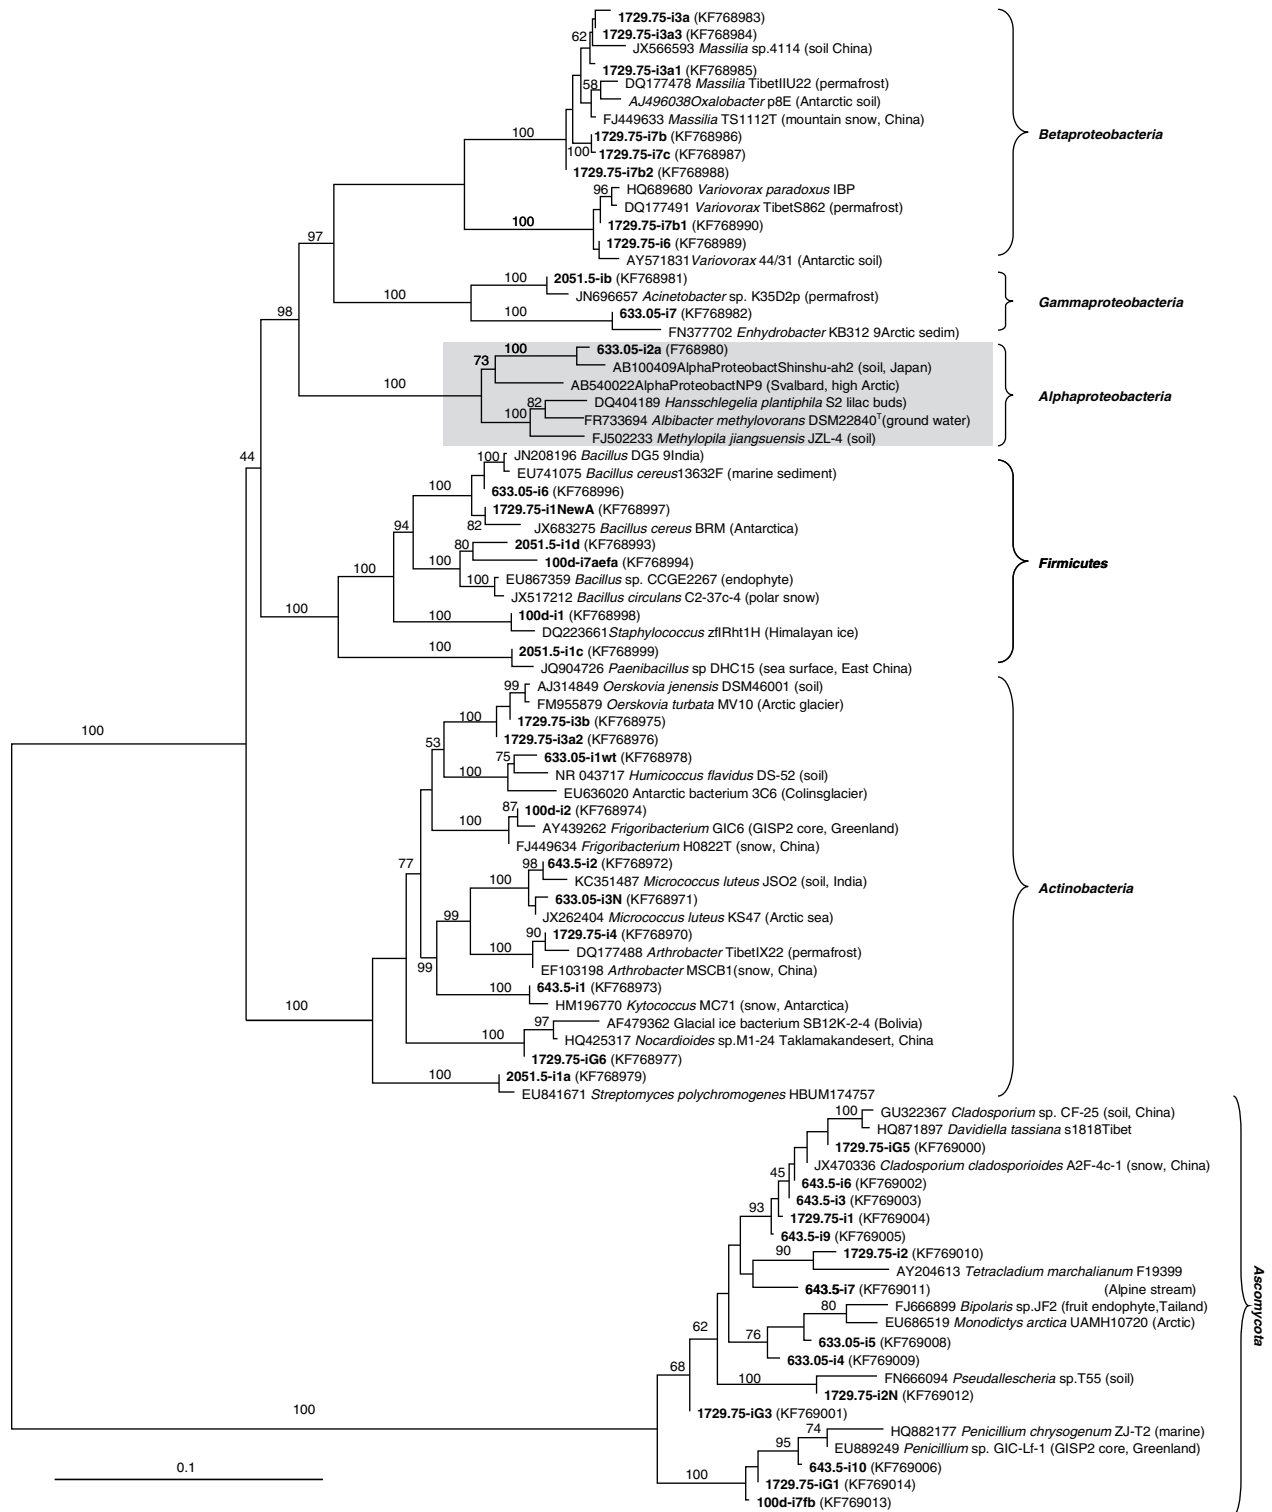 1729.75-i3a (KF768983)
62
1729.75-i3a3 (KF768984)
JX566593 Massilia sp.4114 (soil China)
1729.75-i3a1 (KF768985)
58
DQ177478 Massilia TibetIIU22 (permafrost)
AJ496038Oxalobacter p8E (Antarctic soil)
FJ449633 Massilia TS1112T (mountain snow, China)
100
1729.75-i7b (KF768986)
Betaproteobacteria
100
1729.75-i7c (KF768987)
1729.75-i7b2 (KF768988)
96
HQ689680 Variovorax paradoxus IBP
DQ177491 Variovorax TibetS862 (permafrost)
100
1729.75-i7b1 (KF768990)
97
1729.75-i6 (KF768989)
AY571831Variovorax 44/31 (Antarctic soil)
100
2051.5-ib (KF768981)
100
JN696657 Acinetobacter sp. K35D2p (permafrost)
Gammaproteobacteria
98
100
633.05-i7 (KF768982)
FN377702 Enhydrobacter KB312 9Arctic sedim)
100
633.05-i2a (F768980)
73
AB100409AlphaProteobactShinshu-ah2 (soil, Japan)
100
AB540022AlphaProteobactNP9 (Svalbard, high Arctic)
Alphaproteobacteria
82
DQ404189 Hansschlegelia plantiphila S2 lilac buds)
100
FR733694 Albibacter methylovorans DSM22840T(ground water)
FJ502233 Methylopila jiangsuensis JZL-4 (soil)
44
100
JN208196 Bacillus DG5 9India)
EU741075 Bacillus cereus13632F (marine sediment)
100
633.05-i6 (KF768996)
1729.75-i1NewA (KF768997)
94
82
JX683275 Bacillus cereus BRM (Antarctica)
80
2051.5-i1d (KF768993)
100
100
100d-i7aefa (KF768994)
Firmicutes
100
EU867359 Bacillus sp. CCGE2267 (endophyte)
JX517212 Bacillus circulans C2-37c-4 (polar snow)
100
100
100d-i1 (KF768998)
DQ223661Staphylococcus zflRht1H (Himalayan ice)
100
2051.5-i1c (KF768999)
JQ904726 Paenibacillus sp DHC15 (sea surface, East China)
99
AJ314849 Oerskovia jenensis DSM46001 (soil)
FM955879 Oerskovia turbata MV10 (Arctic glacier)
100
1729.75-i3b (KF768975)
100
53
1729.75-i3a2 (KF768976)
75
633.05-i1wt (KF768978)
100
NR 043717 Humicoccus flavidus DS-52 (soil)
EU636020 Antarctic bacterium 3C6 (Colinsglacier)
87
100d-i2 (KF768974)
100
AY439262 Frigoribacterium GIC6 (GISP2 core, Greenland)
FJ449634 Frigoribacterium H0822T (snow, China)
77
98
643.5-i2 (KF768972)
100
KC351487 Micrococcus luteus JSO2 (soil, India)
Actinobacteria
633.05-i3N (KF768971)
99
JX262404 Micrococcus luteus KS47 (Arctic sea)
90
1729.75-i4 (KF768970)
100
DQ177488 Arthrobacter TibetIX22 (permafrost)
99
EF103198 Arthrobacter MSCB1(snow, China)
100
643.5-i1 (KF768973)
100
HM196770 Kytococcus MC71 (snow, Antarctica)
97
AF479362 Glacial ice bacterium SB12K-2-4 (Bolivia)
100
HQ425317 Nocardioides sp.M1-24 Taklamakandesert, China
1729.75-iG6 (KF768977)
100
2051.5-i1a (KF768979)
EU841671 Streptomyces polychromogenes HBUM174757
100
GU322367 Cladosporium sp. CF-25 (soil, China)
HQ871897 Davidiella tassiana s1818Tibet
1729.75-iG5 (KF769000)
JX470336 Cladosporium cladosporioides A2F-4c-1 (snow, China)
45
643.5-i6 (KF769002)
643.5-i3 (KF769003)
93
1729.75-i1 (KF769004)
643.5-i9 (KF769005)
90
1729.75-i2 (KF769010)
AY204613 Tetracladium marchalianum F19399
643.5-i7 (KF769011) (Alpine stream)
Ascomycota
80
FJ666899 Bipolaris sp.JF2 (fruit endophyte,Tailand)
EU686519 Monodictys arctica UAMH10720 (Arctic)
62
76
633.05-i5 (KF769008)
633.05-i4 (KF769009)
68
100
FN666094 Pseudallescheria sp.T55 (soil)
1729.75-i2N (KF769012)
100
1729.75-iG3 (KF769001)
74
HQ882177 Penicillium chrysogenum ZJ-T2 (marine)
95
EU889249 Penicillium sp. GIC-Lf-1 (GISP2 core, Greenland)
0.1
643.5-i10 (KF769006)
100
1729.75-iG1 (KF769014)
100d-i7fb (KF769013)